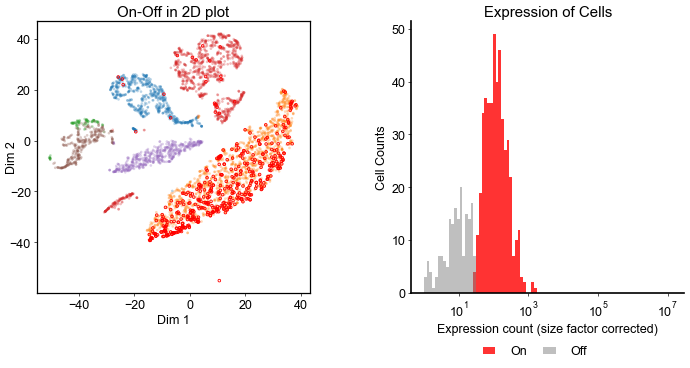 On-Off in 2D plot
Expression of Cells
40
20
0
−20
−40
Dim 2
−40 −20 0 20 40
Dim 1
50
40
30
20
10
0
Cell Counts
10^1 10^3 10^5 10^7
Expression count (size factor corrected)
On Off